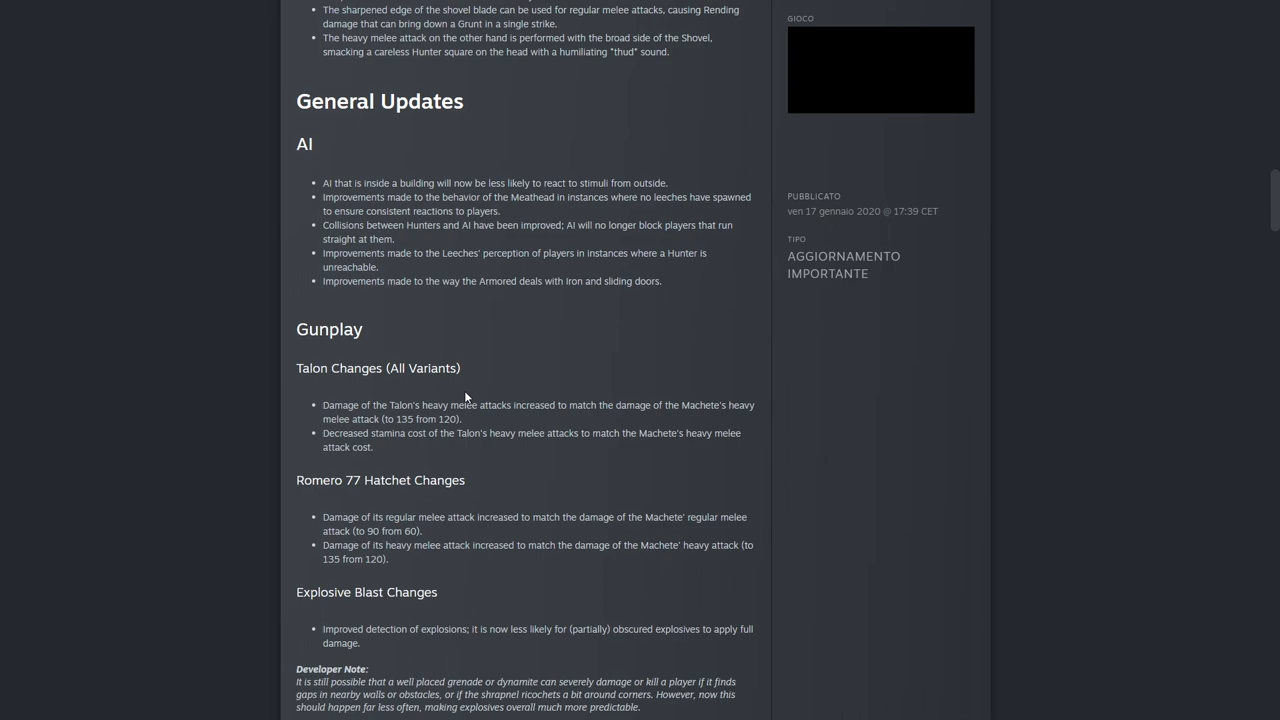 The sharpened edge of the shovel blade can be used for regular melee attacks, causing Rending
damage that can bring down a Grunt in a single strike.
The heavy melee attack on the other hand is performed with the broad side of the Shovel,
smacking a careless Hunter square on the head with a humiliating "thud" sound.
General Updates
AI
AI that is inside a building will now be less likely to react to stimuli from outside.
Improvements made to the behavior of the Meathead in instances where no leeches have spawned
to ensure consistent reactions to players.
Collisions between Hunters and AI have been improved; AI will no longer block players that run
straight at them.
Improvements made to the Leeches' perception of players in instances where a Hunter is
unreachable.
Improvements made to the way the Armored deals with Iron and sliding doors.
Gunplay
Talon Changes (All Variants)
Damage of the Talon's heavy melee attacks increased to match the damage of the Machete's heavy
melee attack (to 135 from 120).
Decreased stamina cost of the Talon's heavy melee attacks to match the Machete's heavy melee
attack cost.
Romero 77 Hatchet Changes
Damage of its regular melee attack increased to match the damage of the Machete' regular melee
attack (to 90 from 60).
Damage of its heavy melee attack increased to match the damage of the Machete' heavy attack (to
135 from 120).
Explosive Blast Changes
Improved detection of explosions; it is now less likely for (partially) obscured explosives to apply full
damage.
Developer Note:
It is still possible that a well placed grenade or dynamite can severely damage or kill a player if it finds
gaps in nearby walls or obstacles, or if the shrapnel ricochets a bit around corners. However, now this
should happen far less often, making explosives overall much more predictable.
GIOCO
PUBBLICATO
ven 17 gennaio 2020 @ 17:39 CET
TIPO
AGGIORNAMENTO
IMPORTANTE